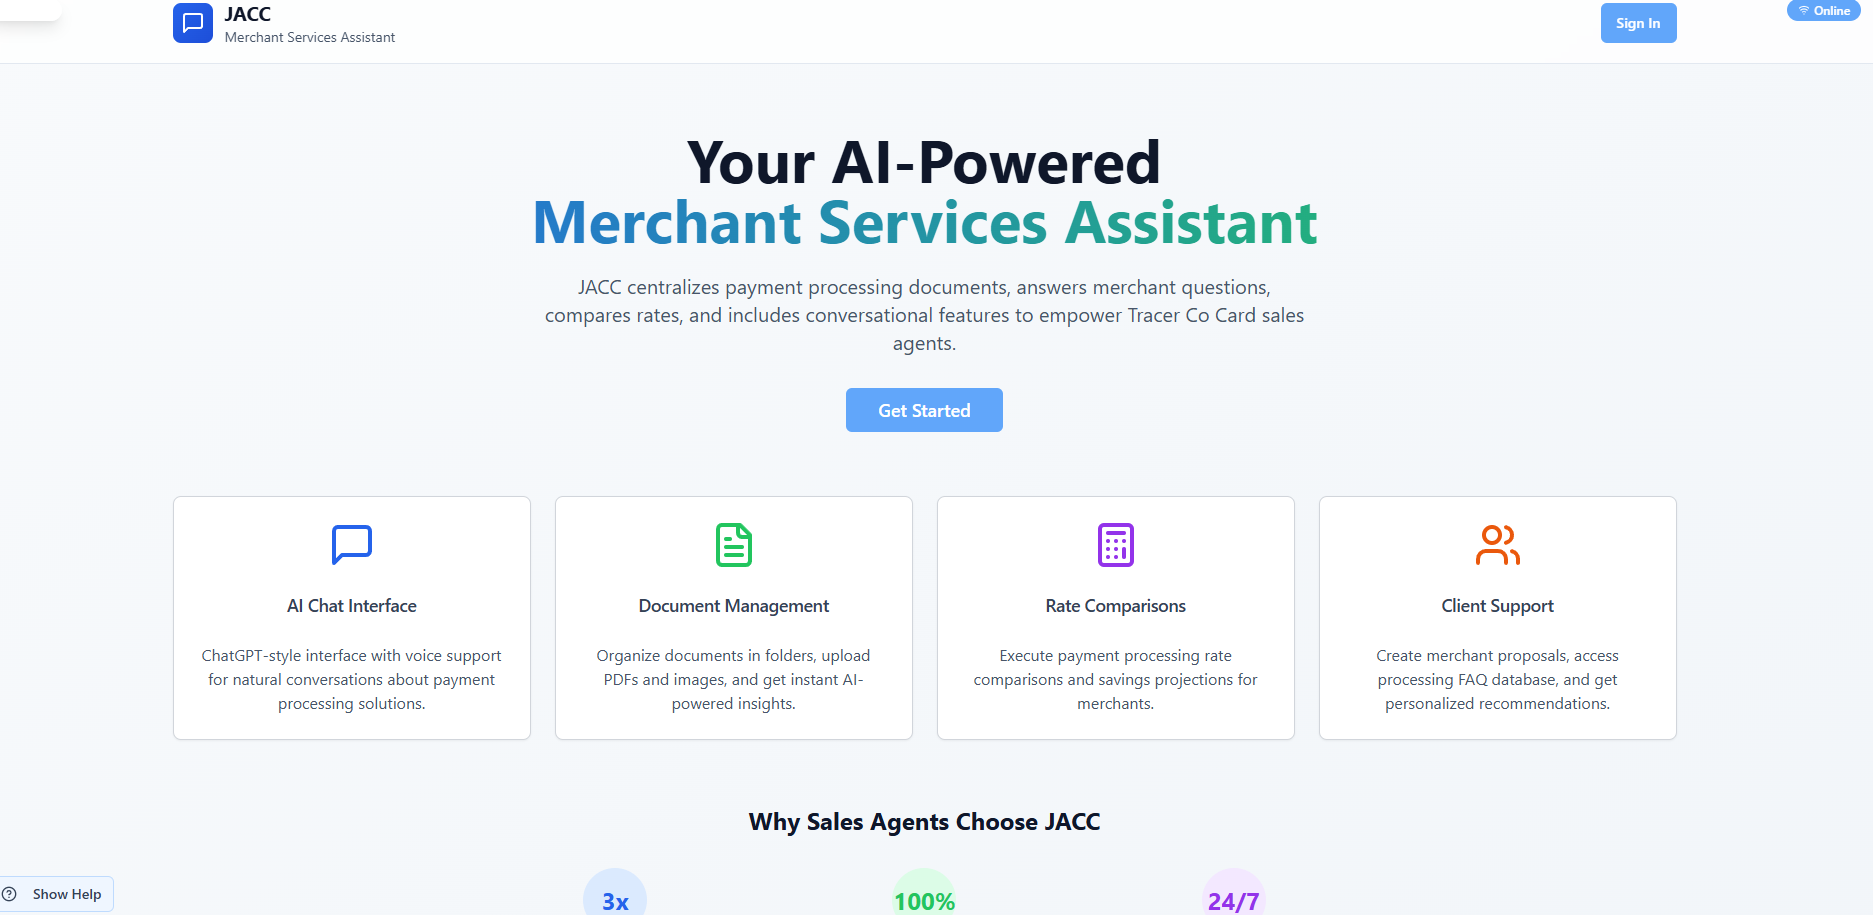 JACC
Merchant Services Assistant
Sign In
Online
Your AI-Powered
Merchant Services Assistant
JACC centralizes payment processing documents, answers merchant questions,
compares rates, and includes conversational features to empower Tracer Co Card sales
agents.
Get Started
AI Chat Interface
ChatGPT-style interface with voice support
for natural conversations about payment
processing solutions.
Document Management
Organize documents in folders, upload
PDFs and images, and get instant AI-
powered insights.
Rate Comparisons
Execute payment processing rate
comparisons and savings projections for
merchants.
Client Support
Create merchant proposals, access
processing FAQ database, and get
personalized recommendations.
Why Sales Agents Choose JACC
3x
100%
24/7
Show Help